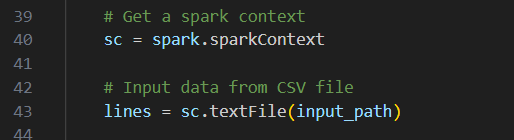 39 # Get a spark context
40 sc = spark.sparkContext
41
42 # Input data from CSV file
43 lines = sc.textFile(input_path)
44